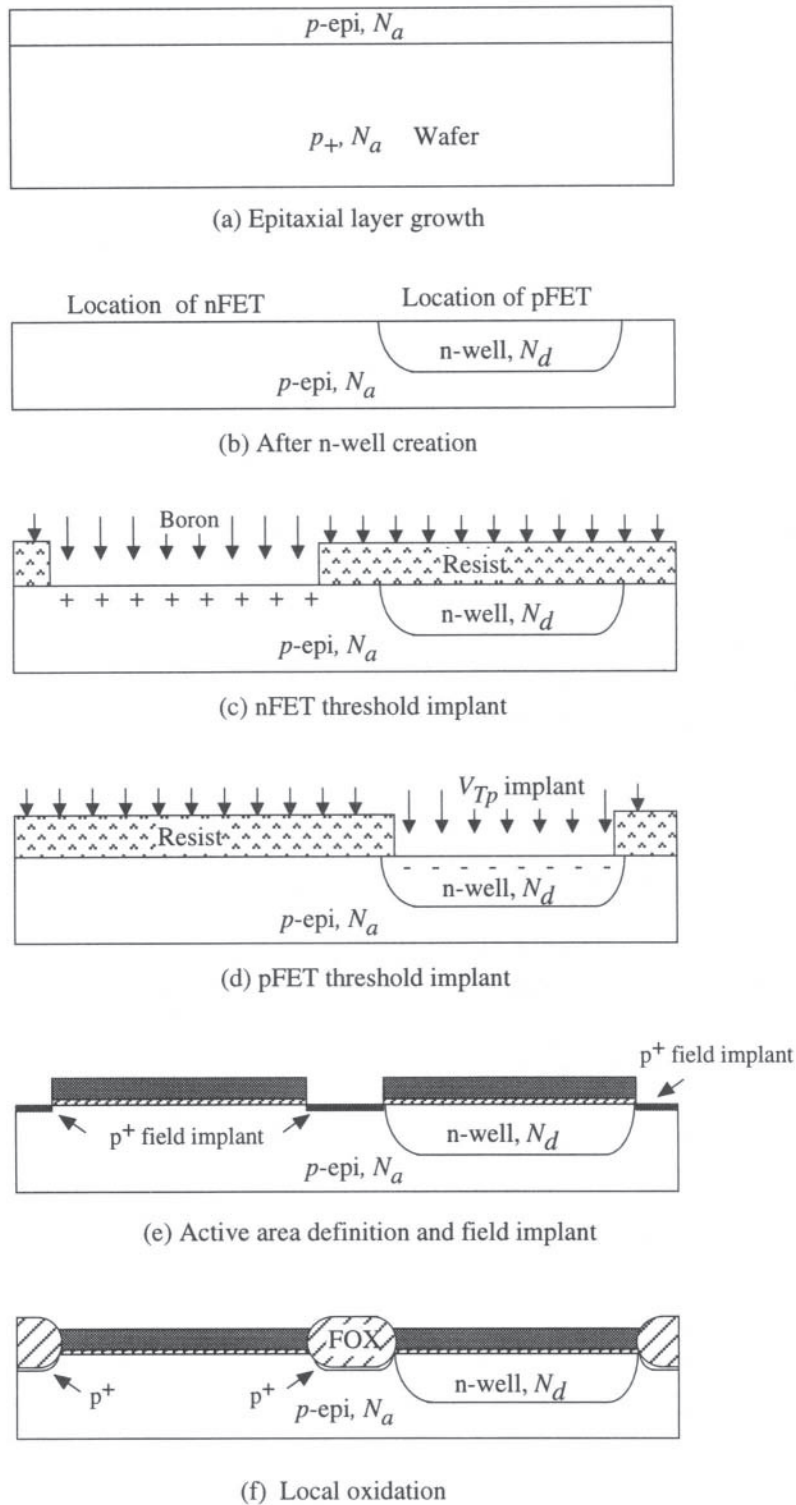 p-epi, Na
p+, Na Wafer
(a) Epitaxial layer growth
Location of nFET Location of pFET
n-well, Nd
p-epi, Na
(b) After n-well creation
Boron
Resist
+ + + + + + + +
n-well, Nd
p-epi, Na
(c) nFET threshold implant
VTp implant
Resist
- - - - - - - -
n-well, Nd
p-epi, Na
(d) pFET threshold implant
p+ field implant
p+ field implant
n-well, Nd
p-epi, Na
(e) Active area definition and field implant
FOX
p+ p+
n-well, Nd
p-epi, Na
(f) Local oxidation